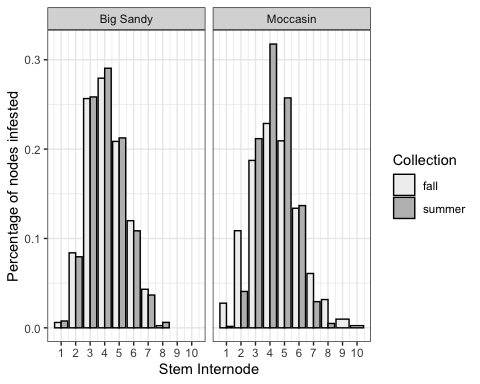 Big Sandy Moccasin
Percentage of nodes infested
0.3
0.2
0.1
0.0
1 2 3 4 5 6 7 8 9 10 1 2 3 4 5 6 7 8 9 10
Stem Internode
Collection
fall
summer